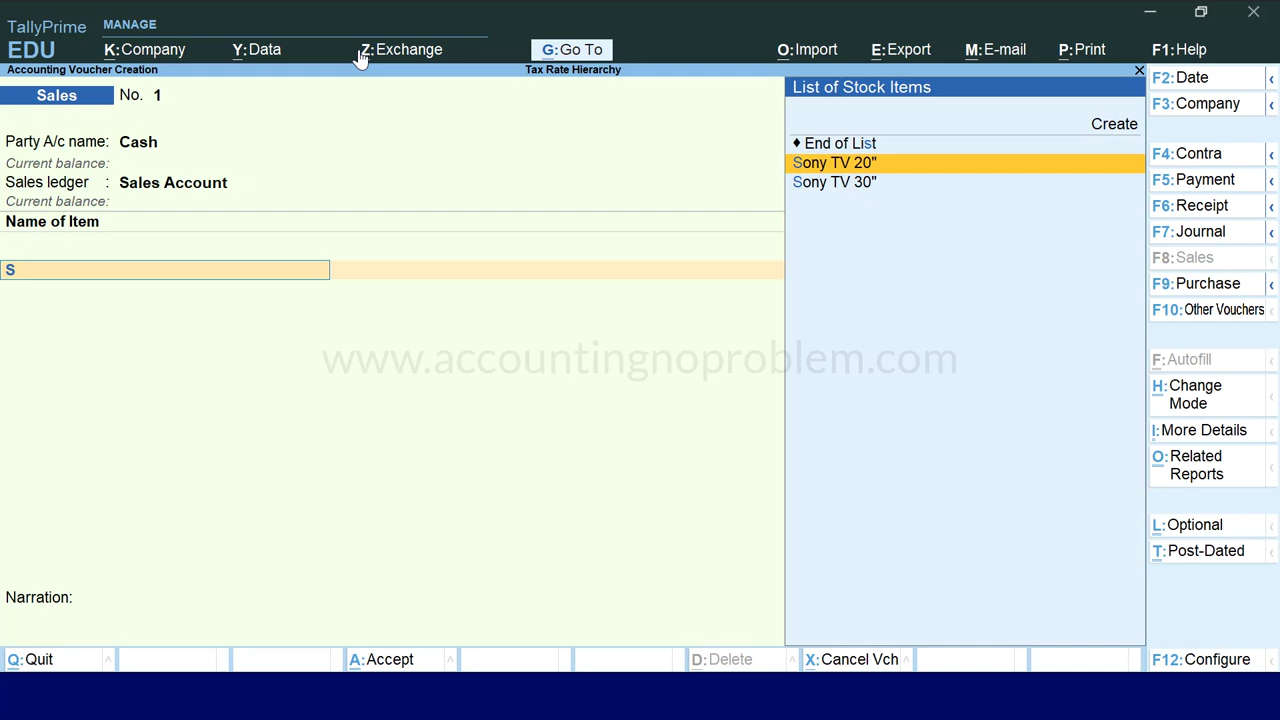 TallyPrime
EDU
MANAGE
K:Company
Y:Data
Z:Exchange
G:Go To
O:Import
E:Export
M:E-mail
P:Print
F1:Help
Accounting Voucher Creation
Tax Rate Hierarchy
Sales
No. 1
Party A/c name: Cash
Current balance:
Sales ledger : Sales Account
Current balance:
Name of Item
S
Narration:
List of Stock Items
Create
♦ End of List
Sony TV 20"
Sony TV 30"
www.accountingnoproblem.com
F2:Date
F3:Company
F4:Contra
F5:Payment
F6:Receipt
F7:Journal
F8:Sales
F9:Purchase
F10:Other Vouchers
F:Autofill
H:Change
Mode
I:More Details
O:Related
Reports
L:Optional
T:Post-Dated
Q:Quit
A:Accept
D:Delete
X:Cancel Vch
F12:Configure